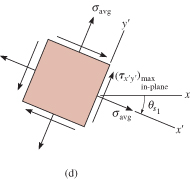 σavg
y′
(τx′y′)max
in-plane
x
θs1
σavg
x′
(d)